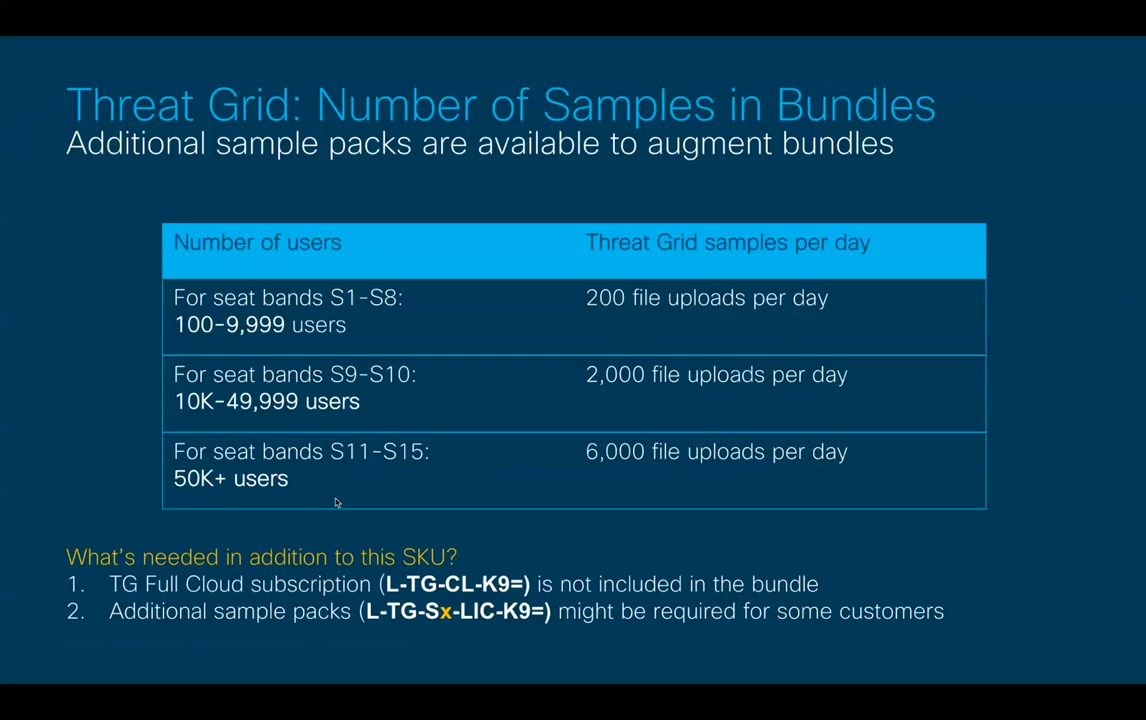 Threat Grid: Number of Samples in Bundles
Additional sample packs are available to augment bundles
Number of users
Threat Grid samples per day
For seat bands S1-S8:
100-9,999 users
200 file uploads per day
For seat bands S9-S10:
10K-49,999 users
2,000 file uploads per day
For seat bands S11-S15:
50K+ users
6,000 file uploads per day
What's needed in addition to this SKU?
1. TG Full Cloud subscription (L-TG-CL-K9=) is not included in the bundle
2. Additional sample packs (L-TG-Sx-LIC-K9=) might be required for some customers